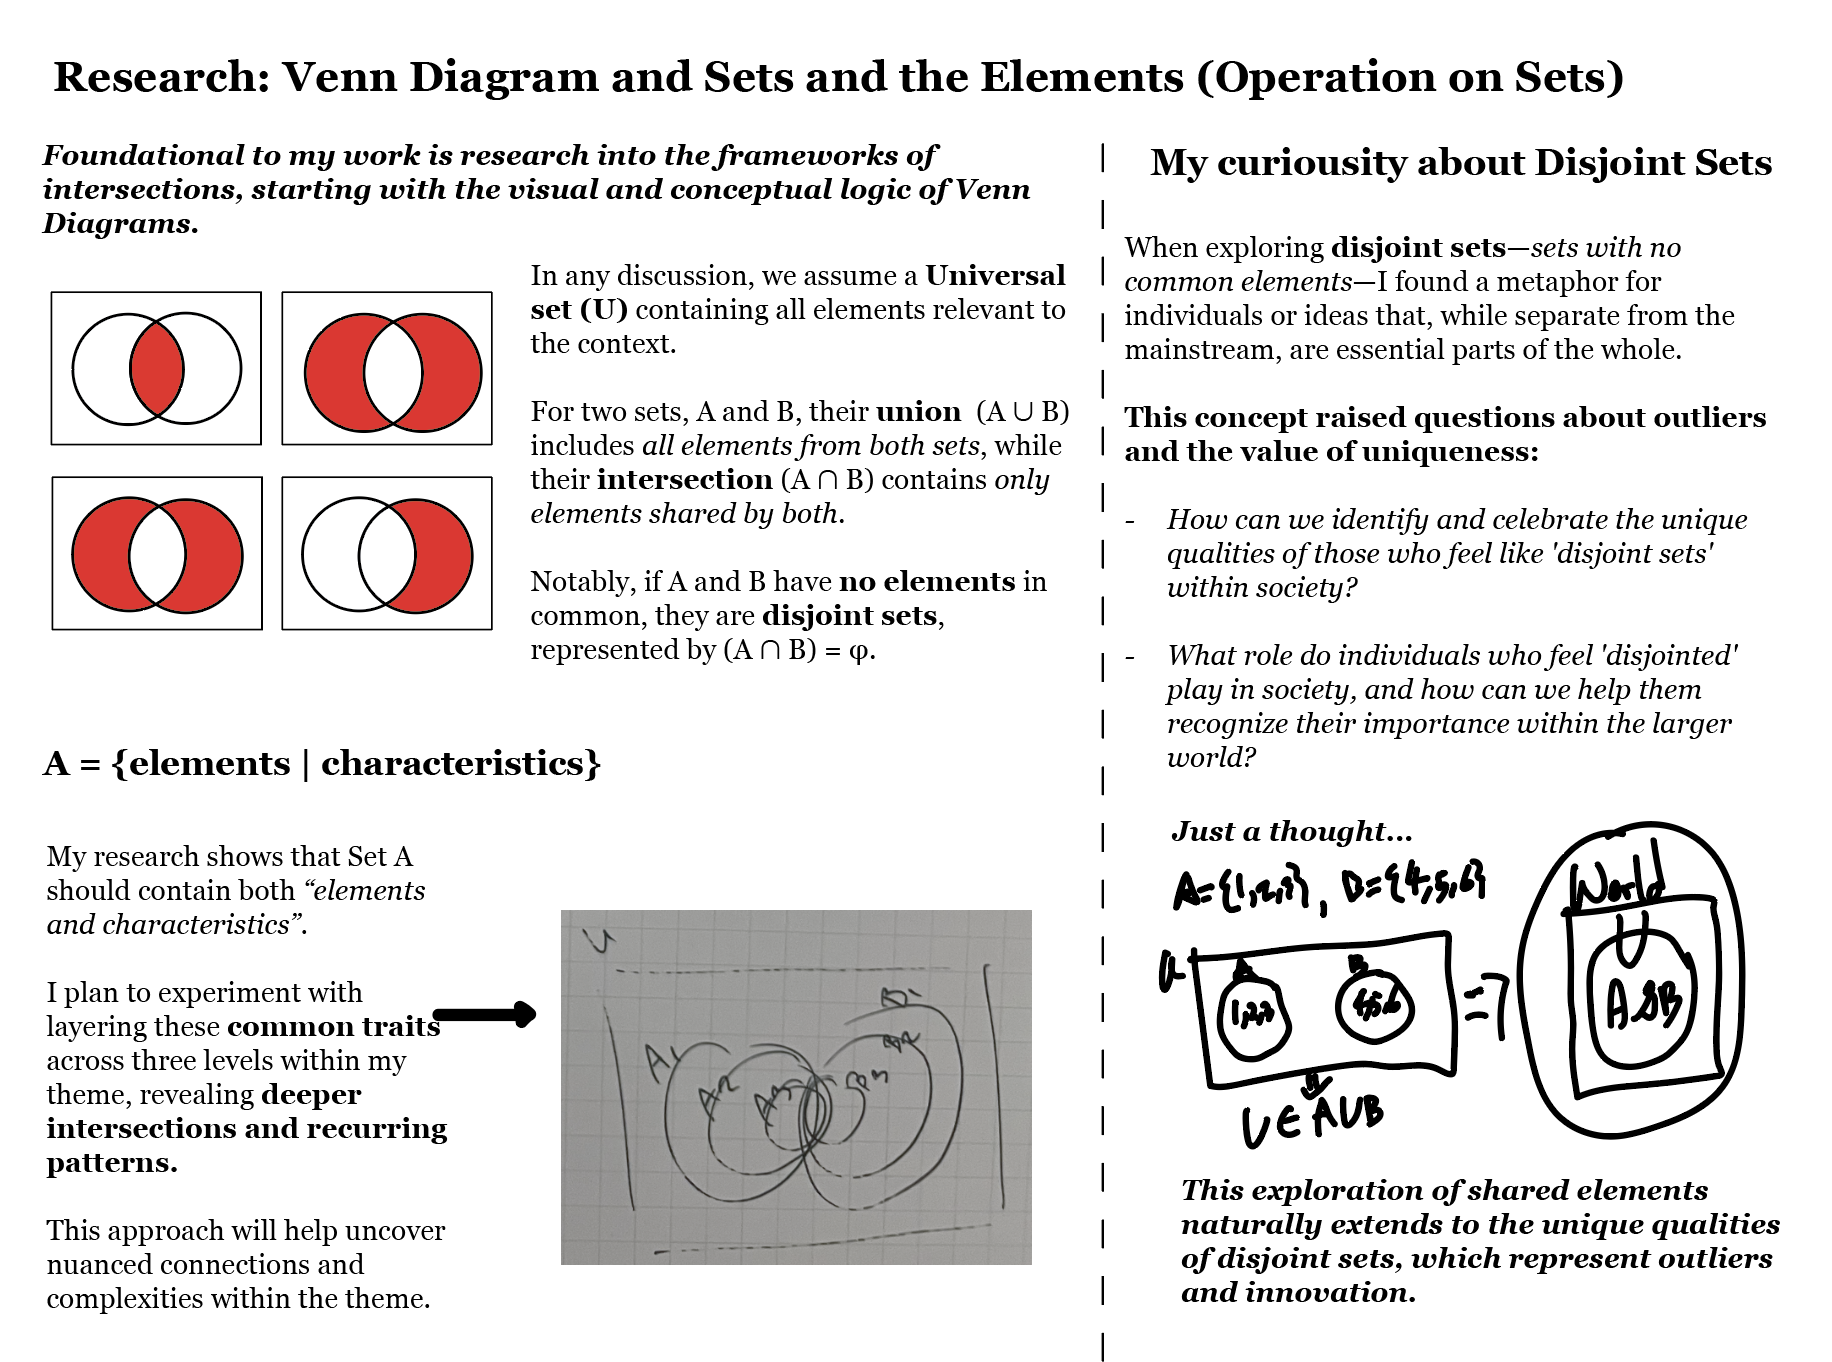 Research: Venn Diagram and Sets and the Elements (Operation on Sets)
Foundational to my work is research into the frameworks of
intersections, starting with the visual and conceptual logic of Venn
Diagrams.
In any discussion, we assume a Universal
set (U) containing all elements relevant to
the context.
For two sets, A and B, their union (A ∪ B)
includes all elements from both sets, while
their intersection (A ∩ B) contains only
elements shared by both.
Notably, if A and B have no elements in
common, they are disjoint sets,
represented by (A ∩ B) = φ.
A = {elements | characteristics}
My research shows that Set A
should contain both “elements
and characteristics”.
I plan to experiment with
layering these common traits
across three levels within my
theme, revealing deeper
intersections and recurring
patterns.
This approach will help uncover
nuanced connections and
complexities within the theme.
U
A1
A2
A3
B1
B2
B3
My curiousity about Disjoint Sets
When exploring disjoint sets—sets with no
common elements—I found a metaphor for
individuals or ideas that, while separate from the
mainstream, are essential parts of the whole.
This concept raised questions about outliers
and the value of uniqueness:
- How can we identify and celebrate the unique
qualities of those who feel like 'disjoint sets'
within society?
- What role do individuals who feel 'disjointed'
play in society, and how can we help them
recognize their importance within the larger
world?
Just a thought...
A={1,2,3}, B={4,5,6}
U
A
B
1,2,3
4,5,6
=?
World
U
A&B
U∈A∪B
This exploration of shared elements
naturally extends to the unique qualities
of disjoint sets, which represent outliers
and innovation.